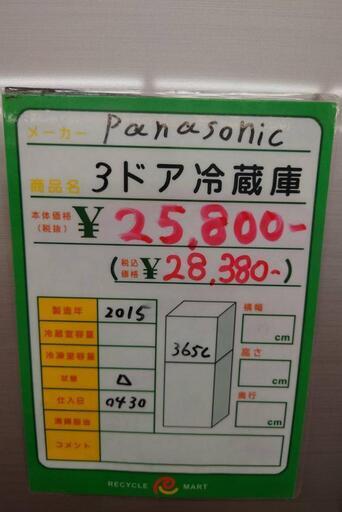 メーカー Panasonic
商品名 3ドア冷蔵庫
本体価格(税抜) ¥25,800-
(税込価格 ¥28,380-)
製造年 2015
冷蔵室容量
冷凍室容量
状態 △
仕入日 0430
清掃担当
コメント
365L
横幅
cm
高さ
cm
奥行
cm
RECYCLE MART